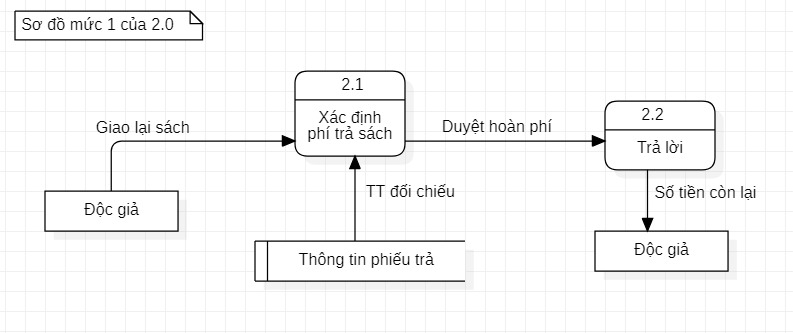 Sơ đồ mức 1 của 2.0
2.1
Xác định
phí trả sách
Giao lại sách
Duyệt hoàn phí
2.2
Trả lời
TT đối chiếu
Số tiền còn lại
Độc giả
Thông tin phiếu trả
Độc giả